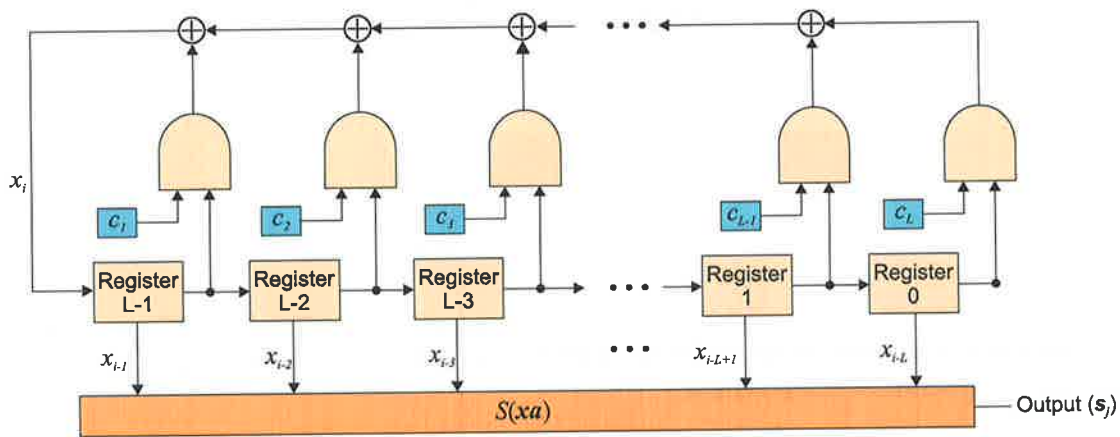 x_i
c_1
c_2
c_3
c_{L-1}
c_L
Register L-1
Register L-2
Register L-3
Register 1
Register 0
x_{i-1}
x_{i-2}
x_{i-3}
x_{i-L+1}
x_{i-L}
S(xa)
Output (s_j)